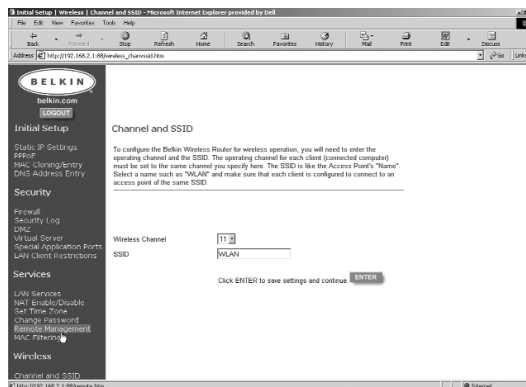 Initial Setup | Wireless | Channel and SSID - Microsoft Internet Explorer provided by Dell
File Edit View Favorites Tools Help
Back Forward Stop Refresh Home Search Favorites History Mail Print Edit Discuss
Address http://192.168.2.1:88/wireless_chanssid.htm Go Links
BELKIN
belkin.com
LOGOUT
Initial Setup
Static IP Settings
PPPoE
MAC Cloning/Entry
DNS Address Entry
Security
Firewall
Security Log
DMZ
Virtual Server
Special Application Ports
LAN Client Restrictions
Services
LAN Services
NAT Enable/Disable
Set Time Zone
Change Password
Remote Management
MAC Filtering
Wireless
Channel and SSID
Channel and SSID
To configure the Belkin Wireless Router for wireless operation, you will need to enter the
operating channel and the SSID. The operating channel for each client (connected computer)
must be set to the same channel you specify here. The SSID is like the Access Point's "Name".
Select a name such as "WLAN" and make sure that each client is configured to connect to an
access point of the same SSID.
Wireless Channel 11
SSID WLAN
Click ENTER to save settings and continue. ENTER
Internet